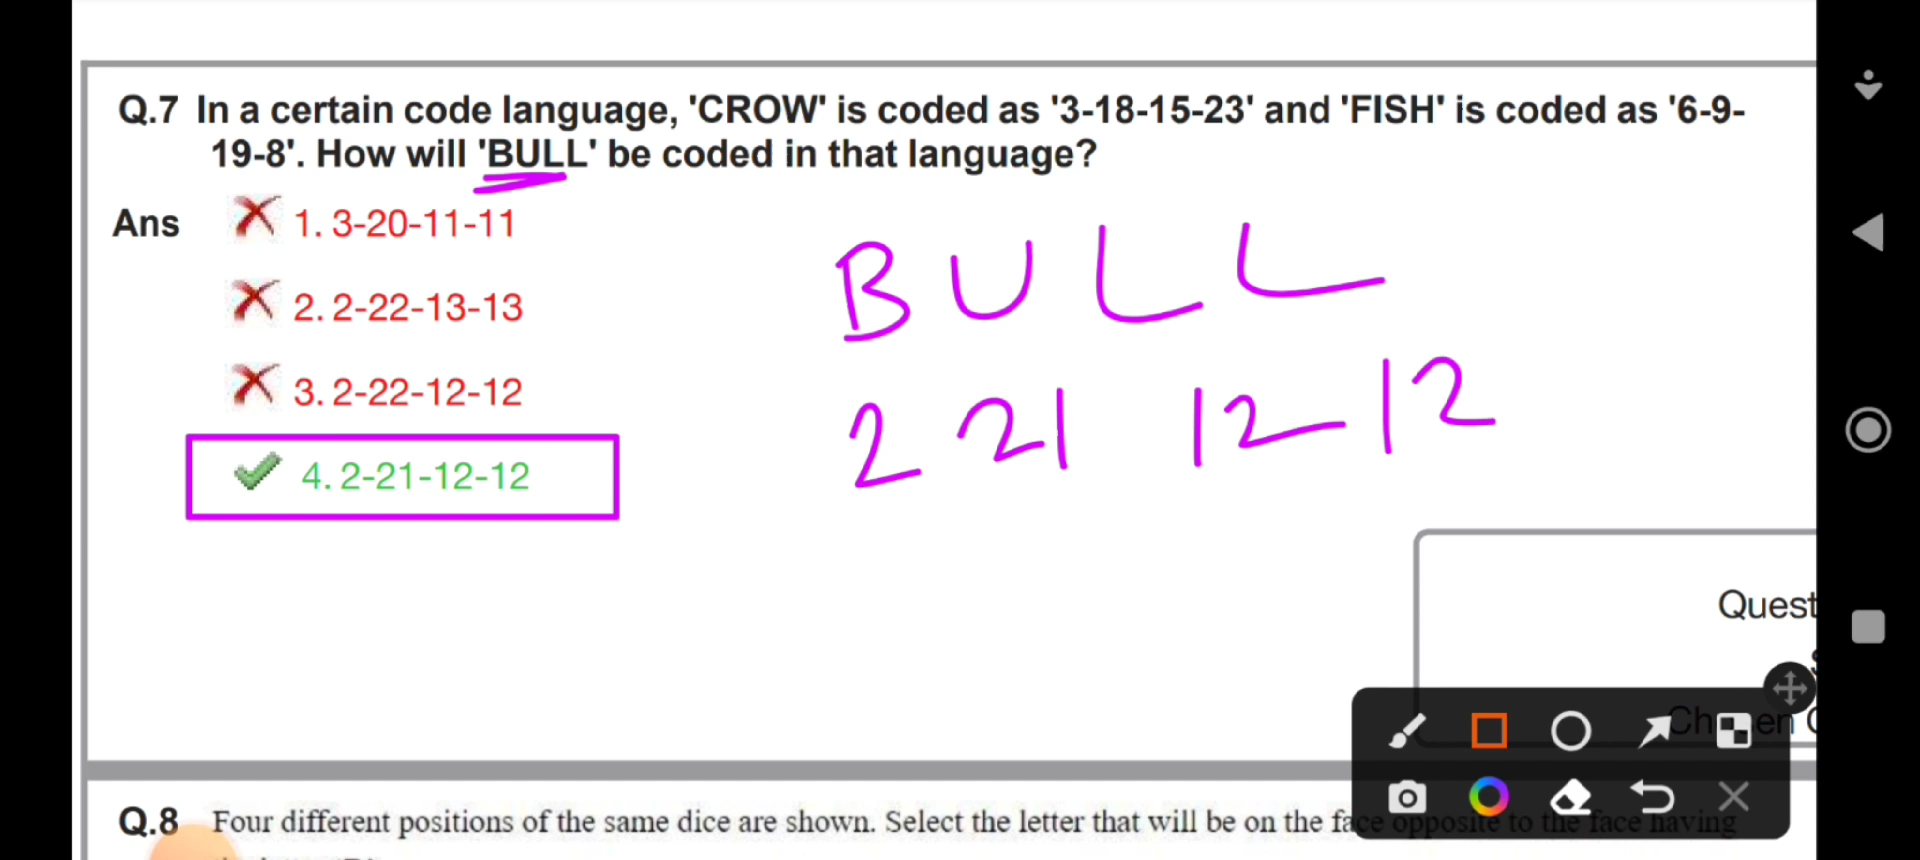 Q.7 In a certain code language, 'CROW' is coded as '3-18-15-23' and 'FISH' is coded as '6-9-
19-8'. How will 'BULL' be coded in that language?
Ans 1. 3-20-11-11
2. 2-22-13-13
3. 2-22-12-12
4. 2-21-12-12
BULL
2 21 12 12
Quest
Q.8 Four different positions of the same dice are shown. Select the letter that will be on the face opposite to the face having